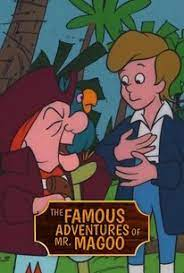 THE
FAMOUS
ADVENTURES OF
MR. MAGOO